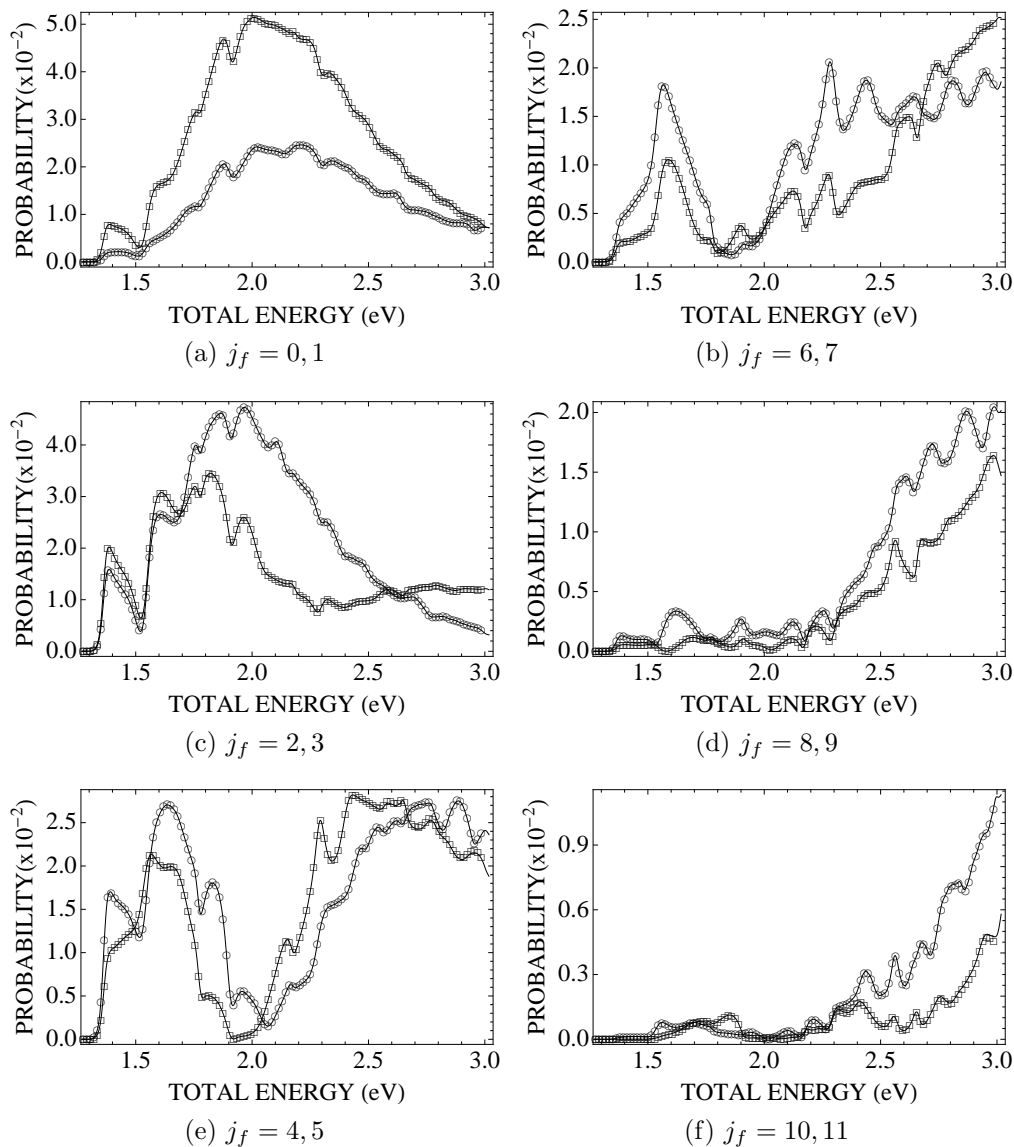 PROBABILITY(x10⁻²)
5.0
4.0
3.0
2.0
1.0
0.0
1.5 2.0 2.5 3.0
TOTAL ENERGY (eV)
(a) j_f = 0, 1
PROBABILITY(x10⁻²)
2.5
2.0
1.5
1.0
0.5
0.0
1.5 2.0 2.5 3.0
TOTAL ENERGY (eV)
(b) j_f = 6, 7
PROBABILITY(x10⁻²)
4.0
3.0
2.0
1.0
0.0
1.5 2.0 2.5 3.0
TOTAL ENERGY (eV)
(c) j_f = 2, 3
PROBABILITY(x10⁻²)
2.0
1.5
1.0
0.5
0.0
1.5 2.0 2.5 3.0
TOTAL ENERGY (eV)
(d) j_f = 8, 9
PROBABILITY(x10⁻²)
2.5
2.0
1.5
1.0
0.5
0.0
1.5 2.0 2.5 3.0
TOTAL ENERGY (eV)
(e) j_f = 4, 5
PROBABILITY(x10⁻²)
0.9
0.6
0.3
0.0
1.5 2.0 2.5 3.0
TOTAL ENERGY (eV)
(f) j_f = 10, 11